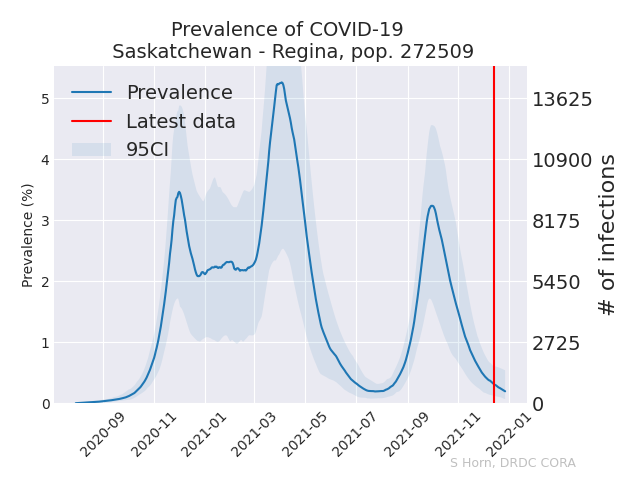 Prevalence of COVID-19
Saskatchewan - Regina, pop. 272509
Prevalence
Latest data
95CI
Prevalence (%)
5
4
3
2
1
0
13625
10900
8175
5450
2725
0
# of infections
2020-09
2020-11
2021-01
2021-03
2021-05
2021-07
2021-09
2021-11
2022-01
S Horn, DRDC CORA